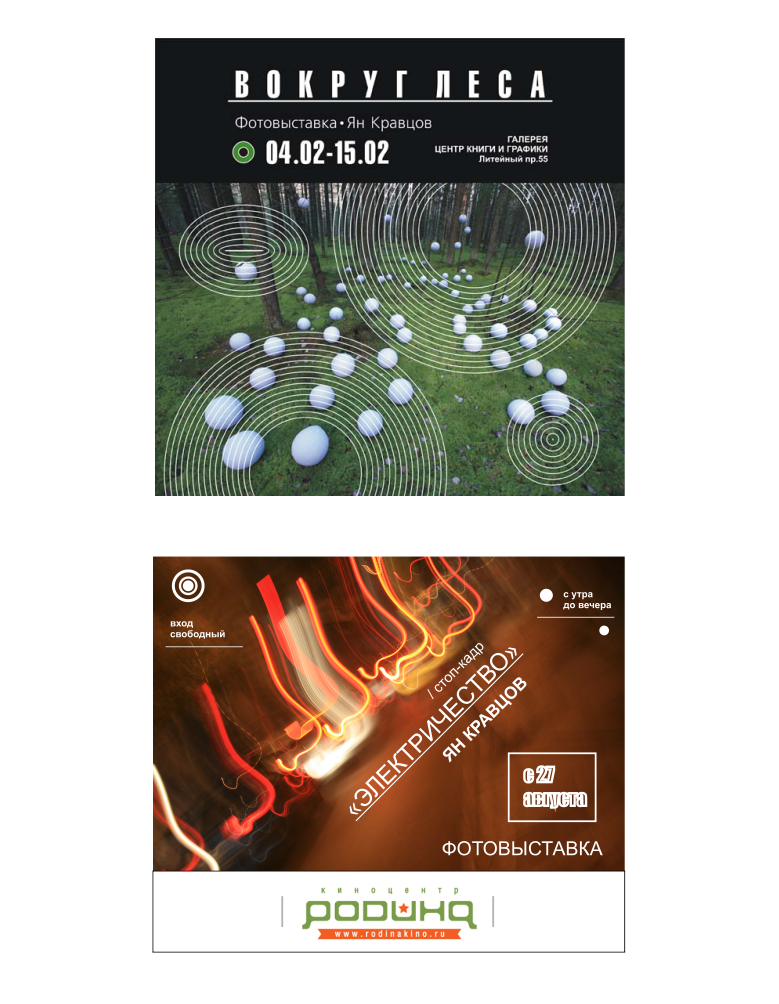 ВОКРУГ ЛЕСА
Фотовыставка•Ян Кравцов
04.02-15.02
ГАЛЕРЕЯ
ЦЕНТР КНИГИ И ГРАФИКИ
Литейный пр.55
вход
свободный
с утра
до вечера
/ стоп-кадр
«ЭЛЕКТРИЧЕСТВО»
ЯН КРАВЦОВ
с 27
августа
ФОТОВЫСТАВКА
киноцентр
РОДИНА
www.rodinakino.ru